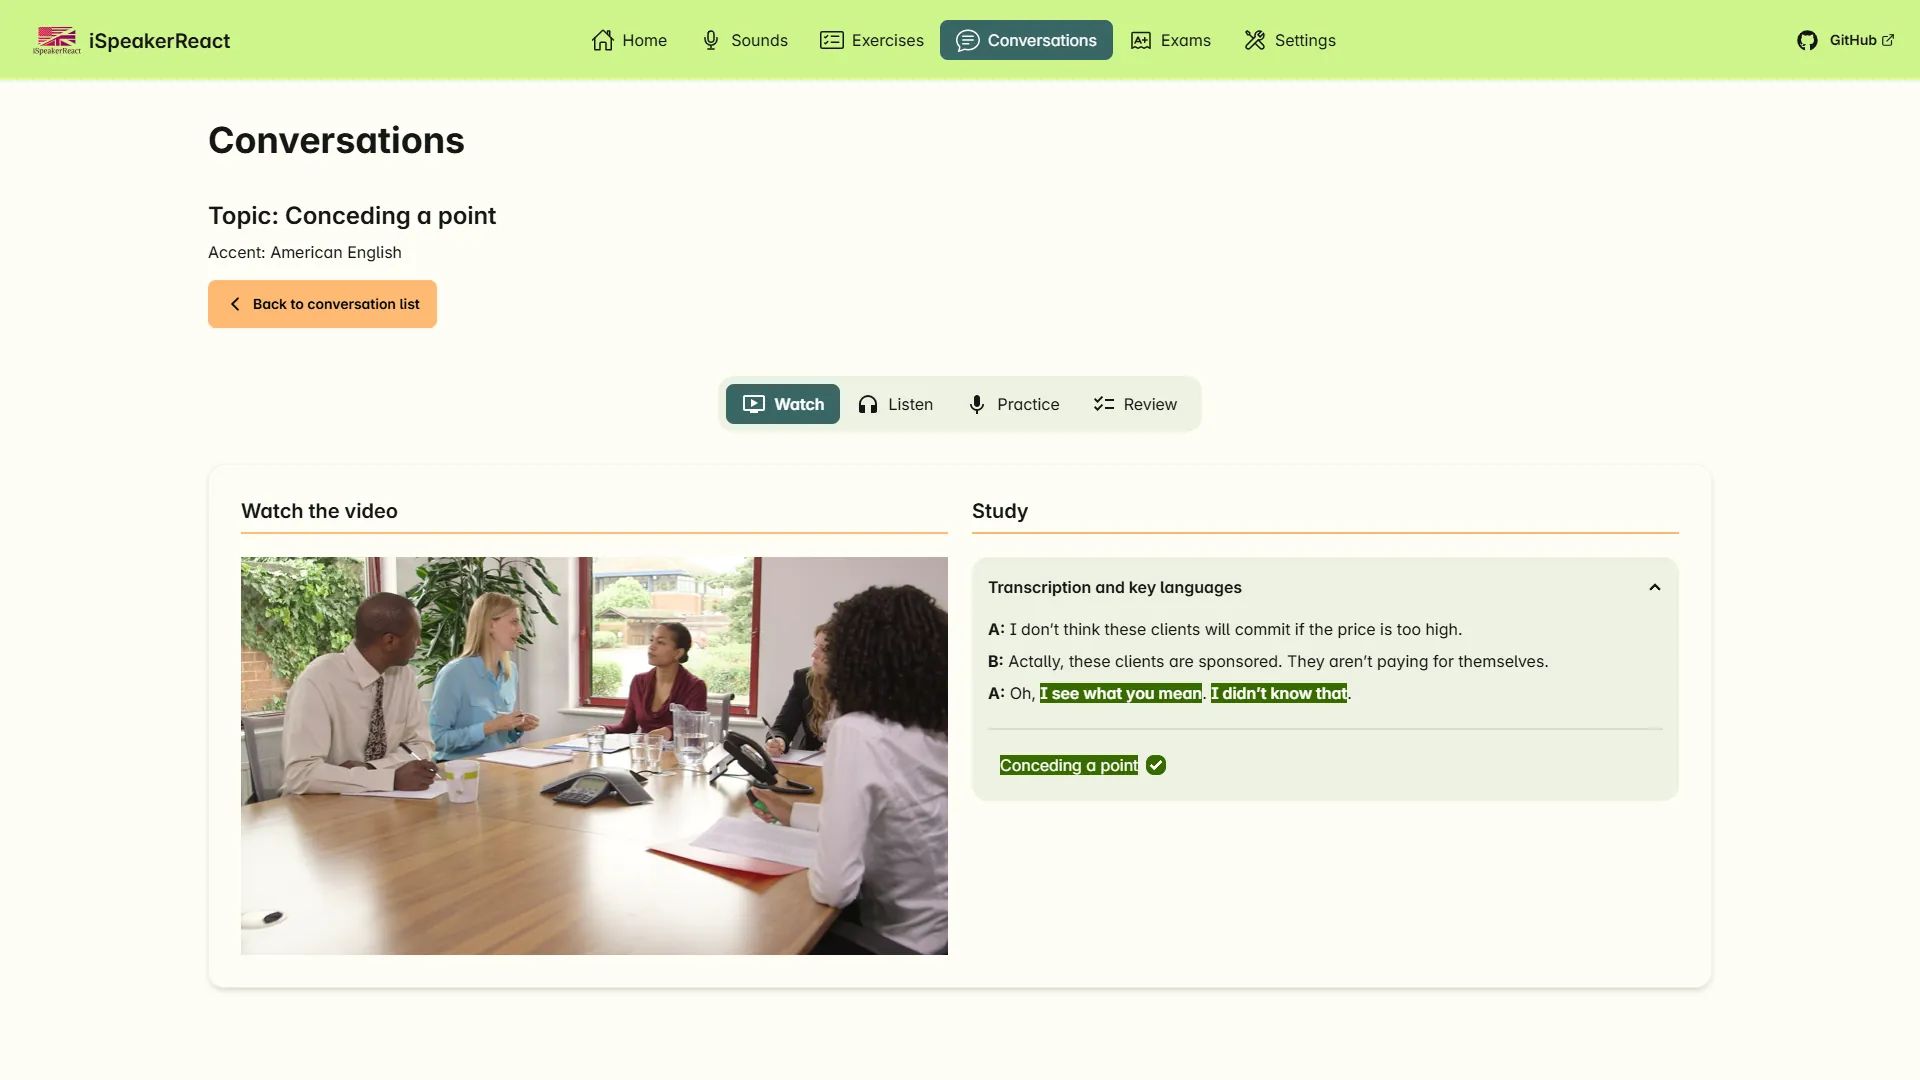 iSpeakerReact
iSpeakerReact
Home
Sounds
Exercises
Conversations
Exams
Settings
GitHub
Conversations
Topic: Conceding a point
Accent: American English
Back to conversation list
Watch
Listen
Practice
Review
Watch the video
Study
Transcription and key languages
A: I don’t think these clients will commit if the price is too high.
B: Actally, these clients are sponsored. They aren’t paying for themselves.
A: Oh, I see what you mean. I didn’t know that.
Conceding a point